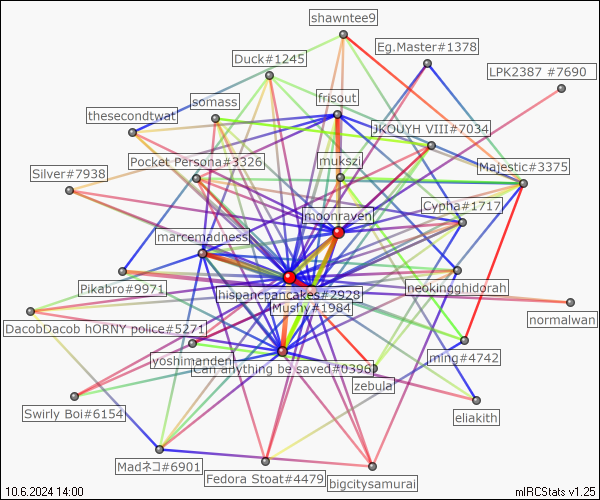 shawntee9
Eg.Master#1378
Duck#1245
LPK2387 #7690
somass
frisout
thesecondtwat
JKOUYH VIII#7034
Pocket Persona#3326
mukszi
Majestic#3375
Silver#7938
Cypha#1717
moonraven
marcemadness
Pikabro#9971
hispancpancakes#2928
neokingghidorah
Mushy#1984
normalwan
DacobDacob hORNY police#5271
yoshimanden
ming#4742
Can anything be saved#0396
zebula
Swirly Boi#6154
eliakith
Madネコ#6901
Fedora Stoat#4479
bigcitysamurai
10.6.2024 14:00
mIRCStats v1.25